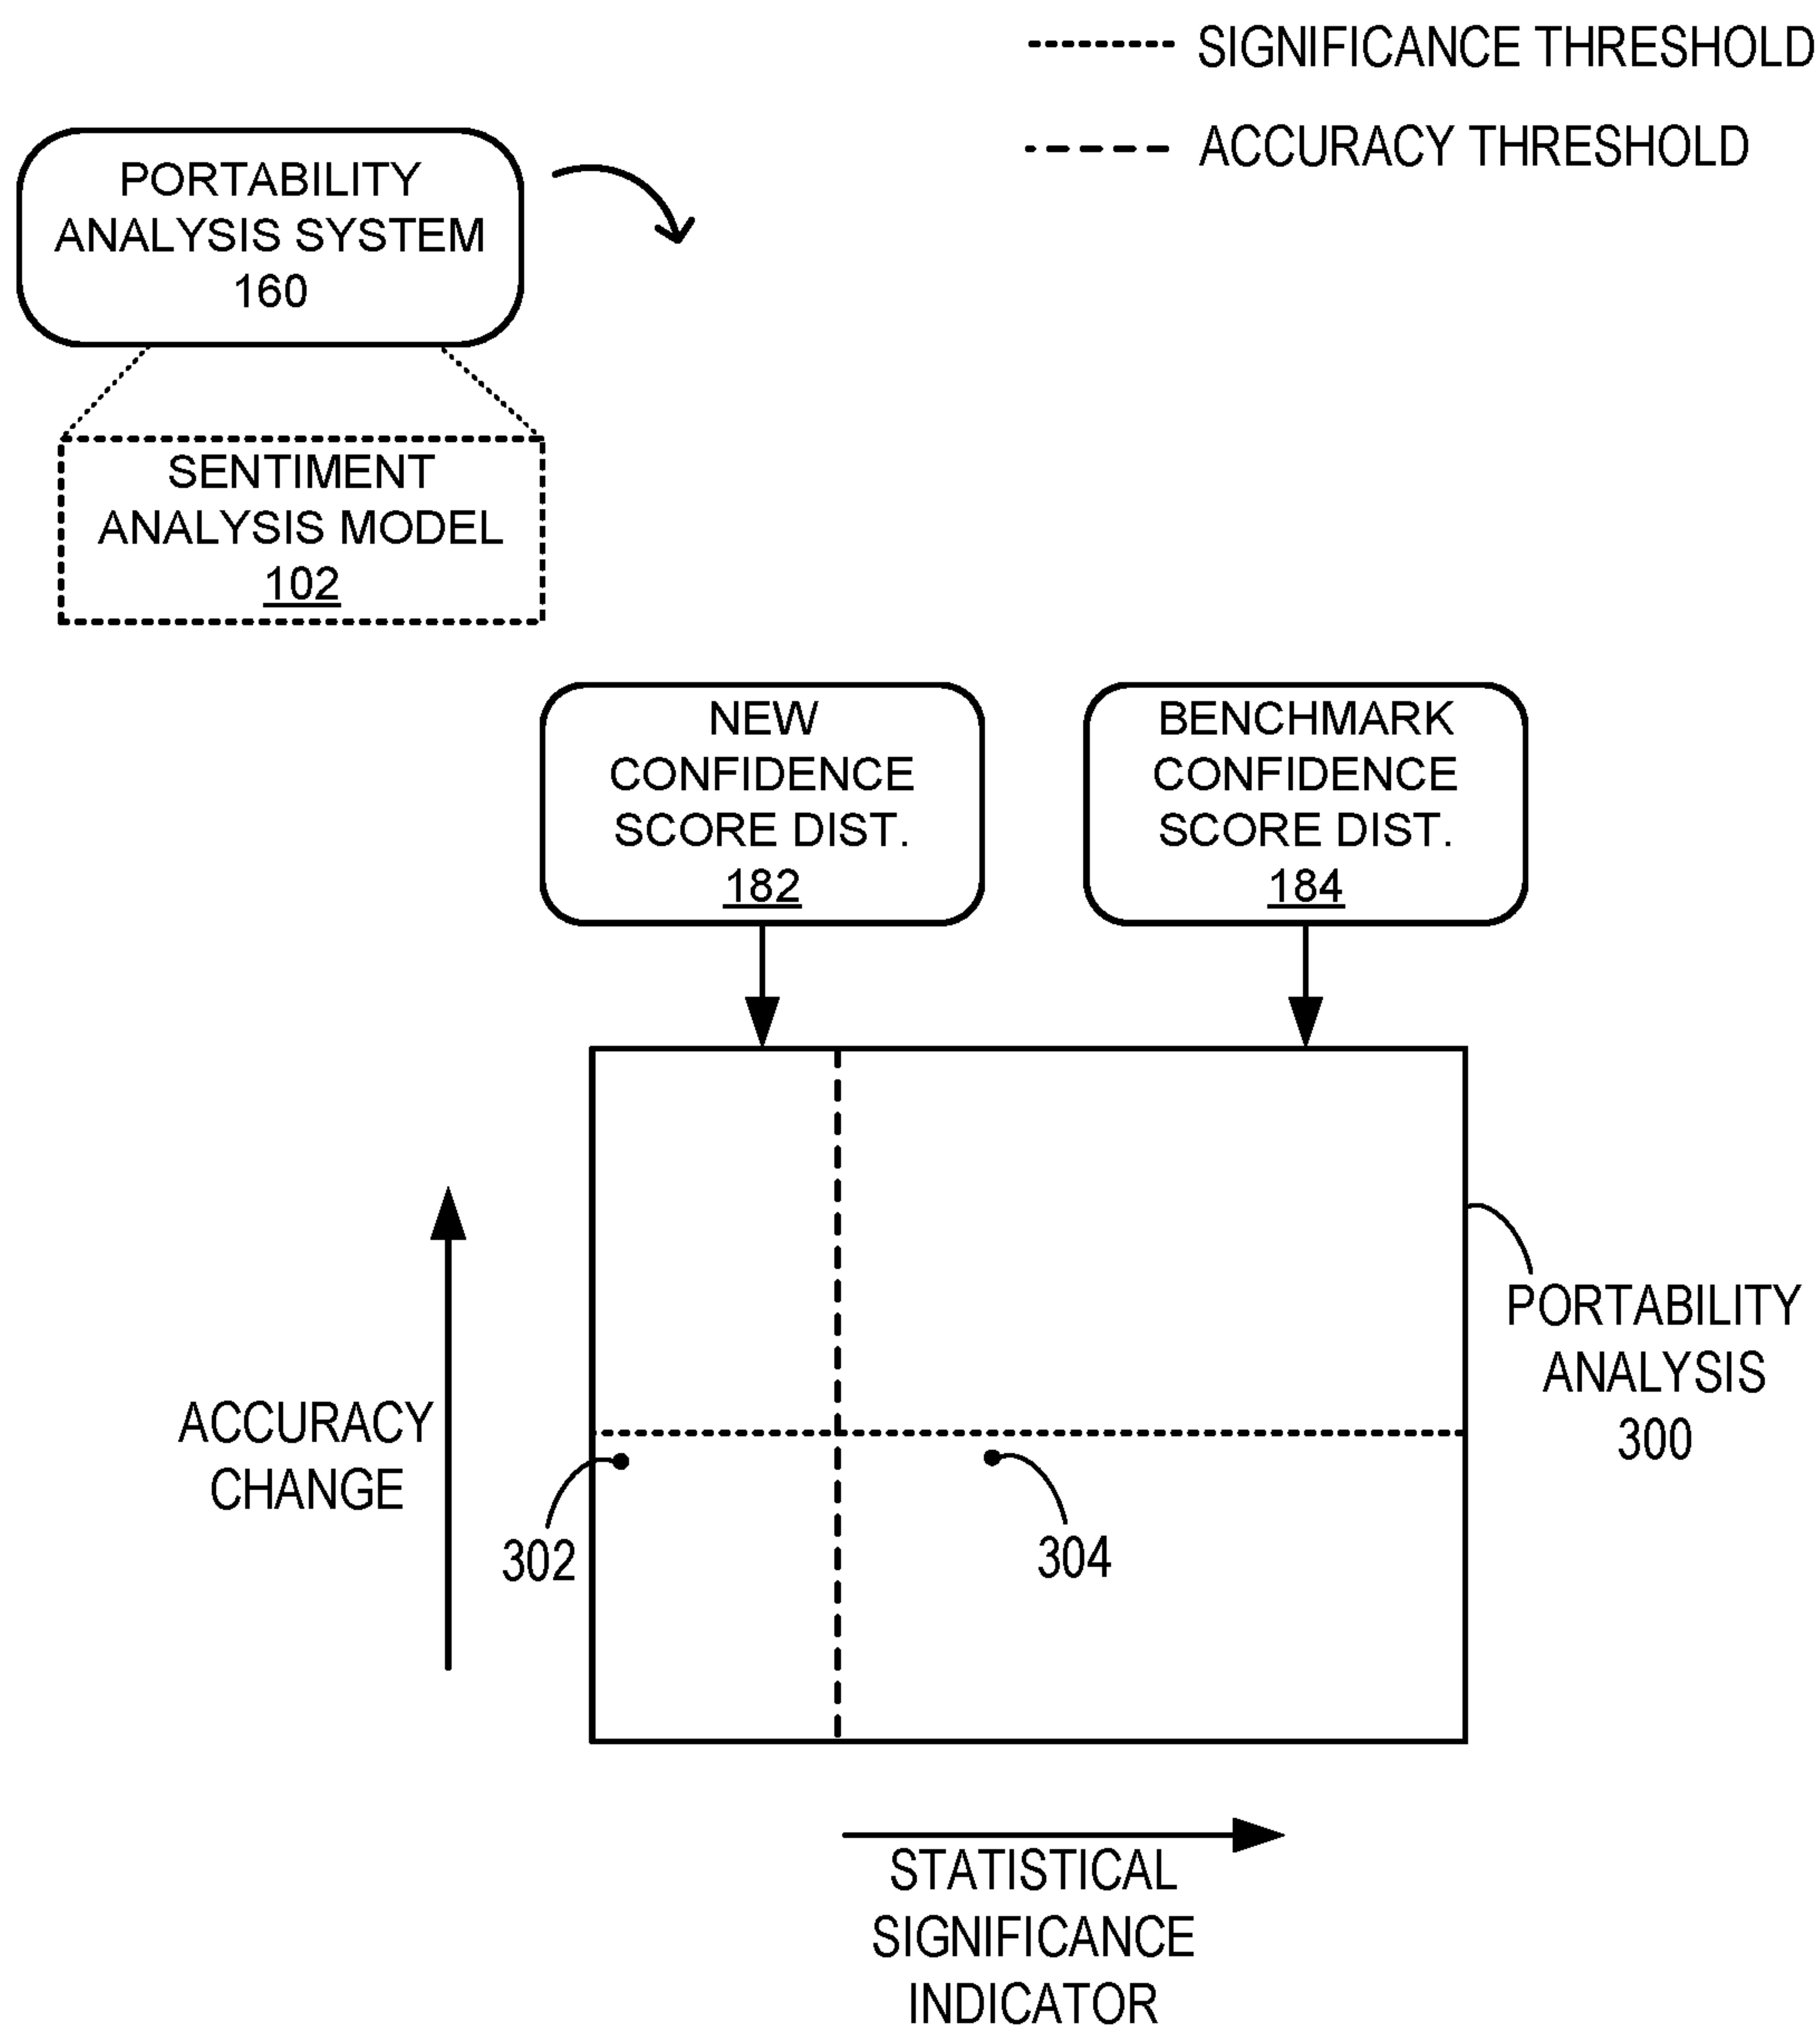 SIGNIFICANCE THRESHOLD
ACCURACY THRESHOLD
PORTABILITY
ANALYSIS SYSTEM
160
SENTIMENT
ANALYSIS MODEL
102
NEW
CONFIDENCE
SCORE DIST.
182
BENCHMARK
CONFIDENCE
SCORE DIST.
184
PORTABILITY
ANALYSIS
300
ACCURACY
CHANGE
302
304
STATISTICAL
SIGNIFICANCE
INDICATOR